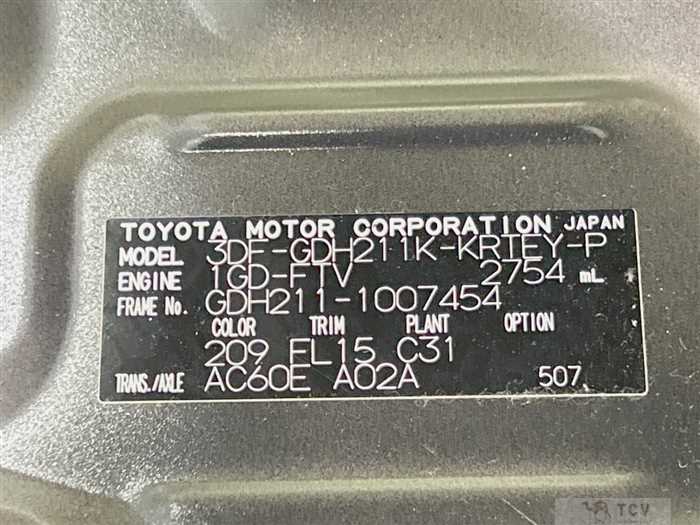 TOYOTA MOTOR CORPORATION JAPAN
MODEL 3DF-GDH211K-KRTEY-P
ENGINE 1GD-FTV 2754 mL
FRAME No. GDH211-1007454
COLOR TRIM PLANT OPTION
209 FL15 C31
TRANS./AXLE AC60E A02A 507
TCV